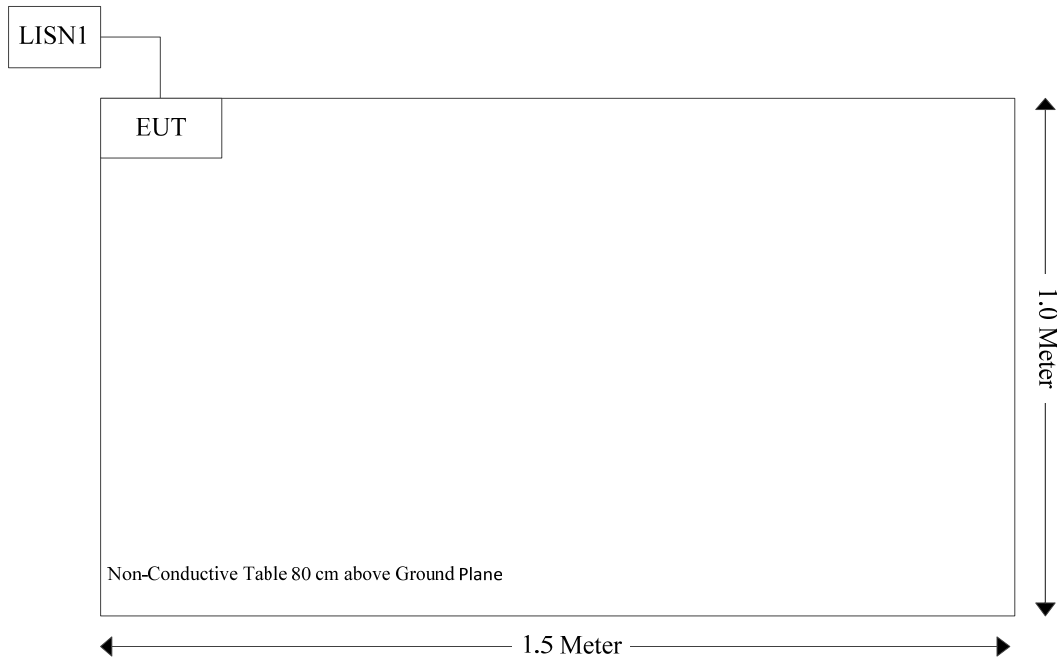 LISN1
EUT
1.0 Meter
Non-Conductive Table 80 cm above Ground Plane
1.5 Meter